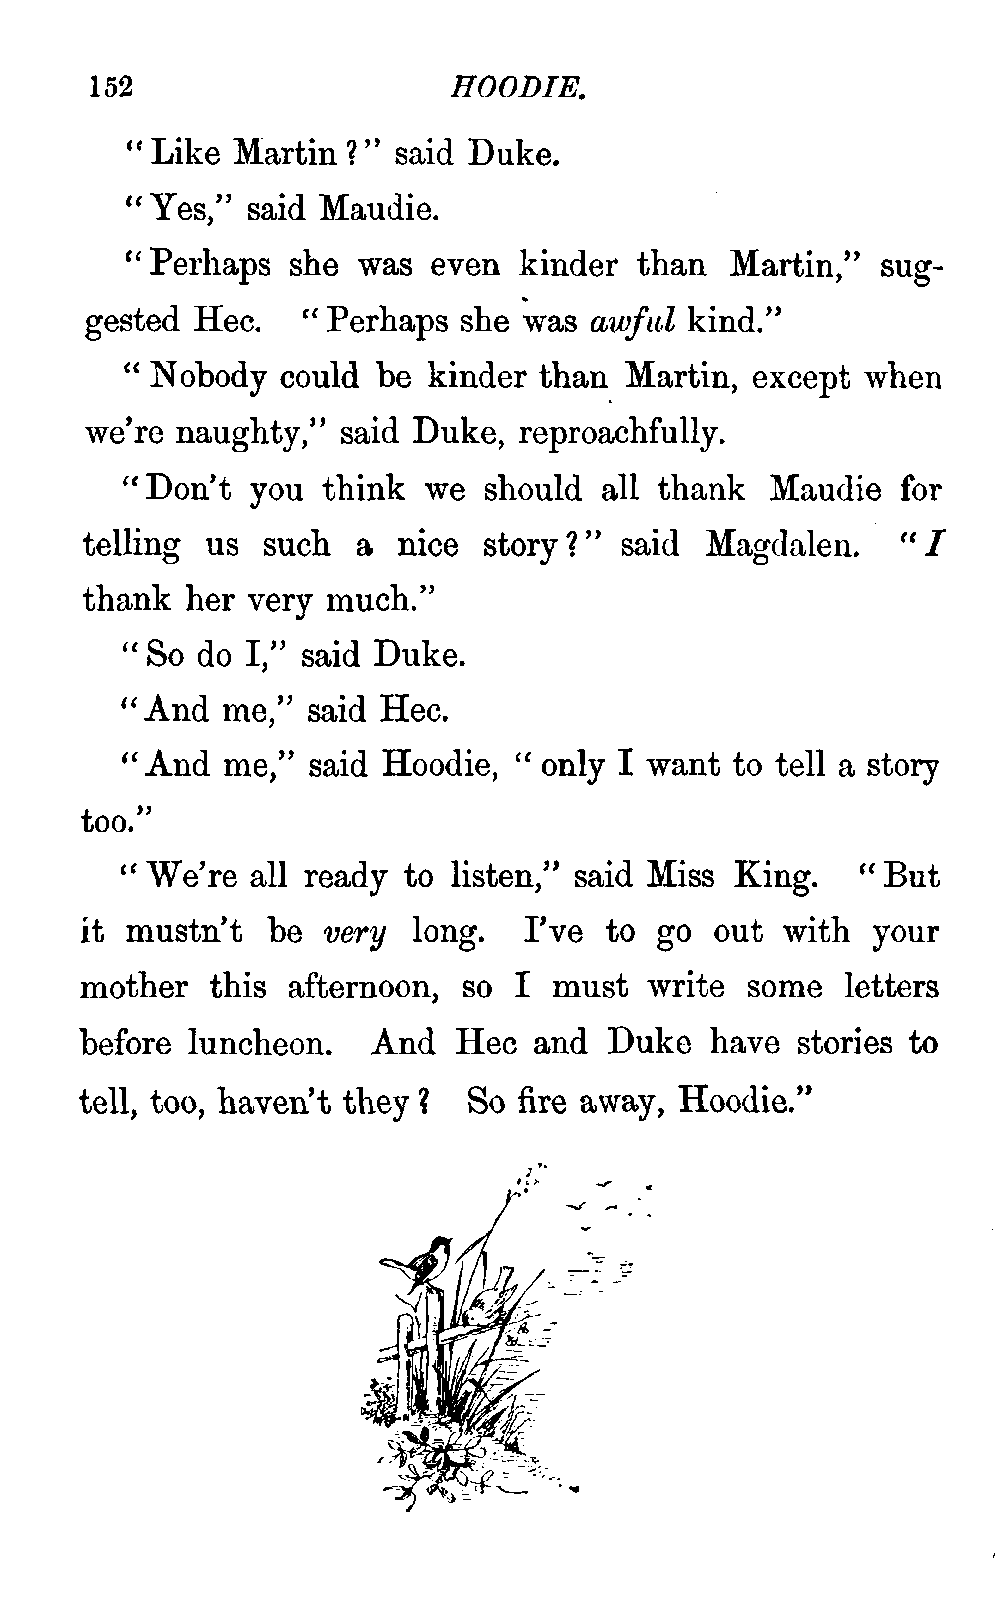 152 HOODIE.
"Like Martin?" said Duke.
"Yes," said Maudie.
"Perhaps she was even kinder than Martin," sug-
gested Hec. "Perhaps she was awful kind."
"Nobody could be kinder than Martin, except when
we're naughty," said Duke, reproachfully.
"Don't you think we should all thank Maudie for
telling us such a nice story?" said Magdalen. "I
thank her very much."
"So do I," said Duke.
"And me," said Hec.
"And me," said Hoodie, "only I want to tell a story
too."
"We're all ready to listen," said Miss King. "But
it mustn't be very long. I've to go out with your
mother this afternoon, so I must write some letters
before luncheon. And Hec and Duke have stories to
tell, too, haven't they? So fire away, Hoodie."